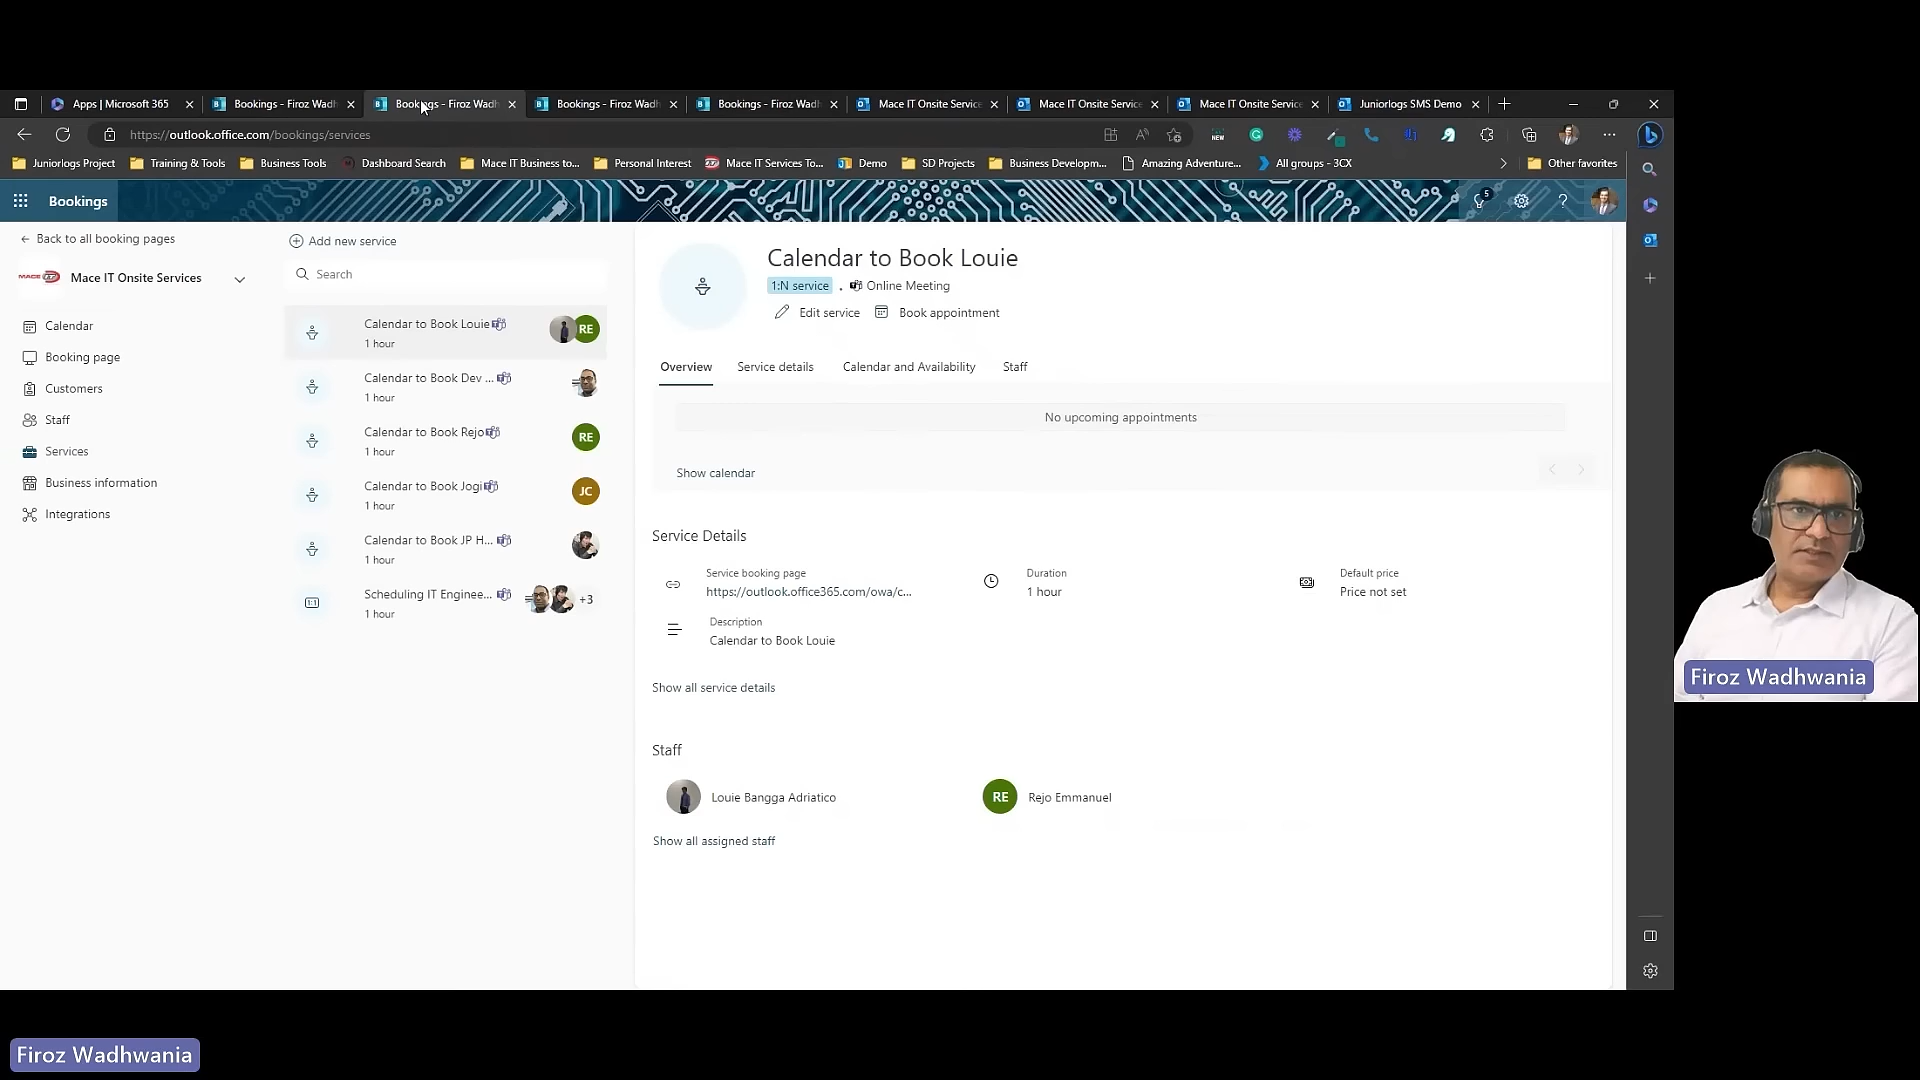 Apps | Microsoft 365
Bookings - Firoz Wadh
Bookings - Firoz Wadh
Bookings - Firoz Wadh
Bookings - Firoz Wadh
Mace IT Onsite Service
Mace IT Onsite Service
Mace IT Onsite Service
Juniorlogs SMS Demo
https://outlook.office.com/bookings/services
NEW
Juniorlogs Project
Training & Tools
Business Tools
Dashboard Search
Mace IT Business to...
Personal Interest
Mace IT Services To...
Demo
SD Projects
Business Developm...
Amazing Adventure...
All groups - 3CX
Other favorites
Bookings
5
Back to all booking pages
MACE IT
Mace IT Onsite Services
Calendar
Booking page
Customers
Staff
Services
Business information
Integrations
Add new service
Search
Calendar to Book Louie
1 hour
RE
Calendar to Book Dev ...
1 hour
Calendar to Book Rejo
1 hour
RE
Calendar to Book Jogi
1 hour
JC
Calendar to Book JP H...
1 hour
1:1
Scheduling IT Enginee...
1 hour
+3
Calendar to Book Louie
1:N service . Online Meeting
Edit service
Book appointment
Overview
Service details
Calendar and Availability
Staff
No upcoming appointments
Show calendar
Service Details
Service booking page
https://outlook.office365.com/owa/c...
Duration
1 hour
Default price
Price not set
Description
Calendar to Book Louie
Show all service details
Staff
Louie Bangga Adriatico
RE
Rejo Emmanuel
Show all assigned staff
Firoz Wadhwania
Firoz Wadhwania